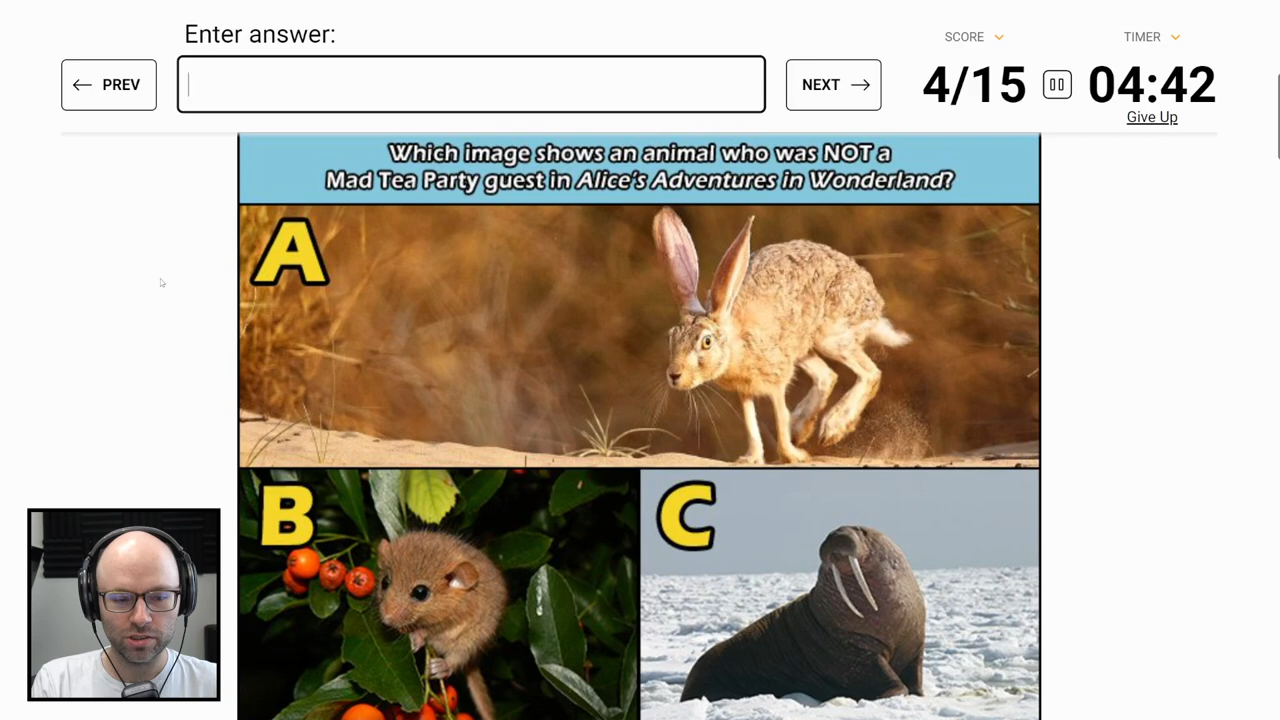 Enter answer:
SCORE
TIMER
PREV
NEXT
4/15
04:42
Give Up
Which image shows an animal who was NOT a
Mad Tea Party guest in Alice's Adventures in Wonderland?
A
B
C